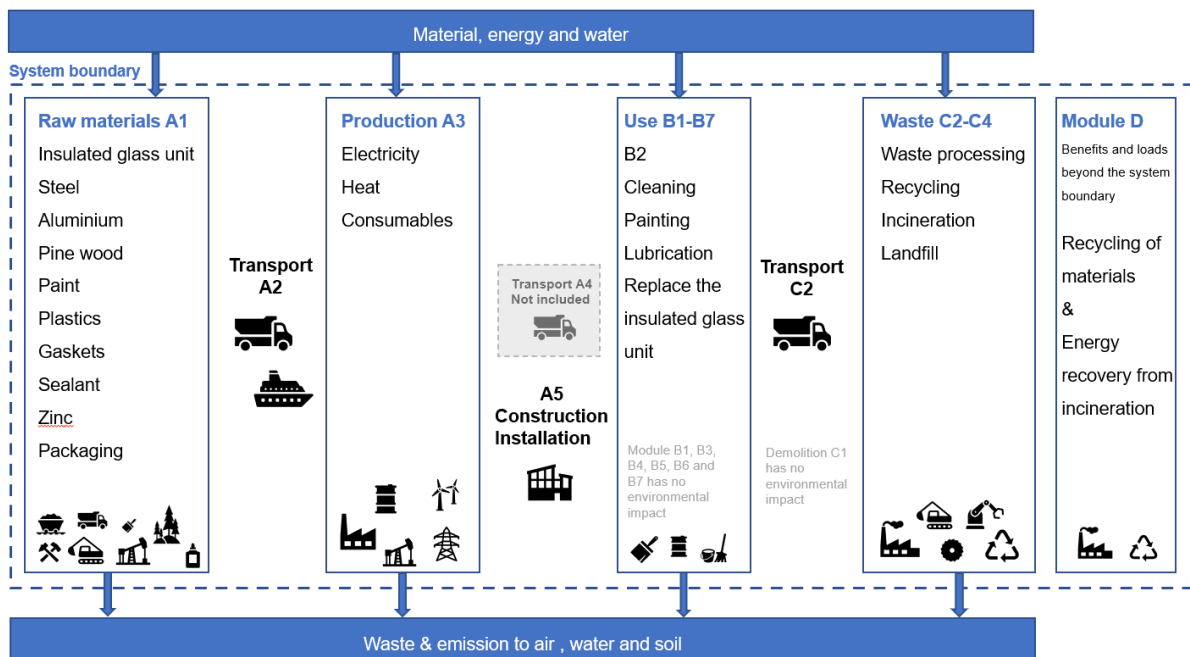 Material, energy and water
System boundary
Raw materials A1
Insulated glass unit
Steel
Aluminium
Pine wood
Paint
Plastics
Gaskets
Sealant
Zinc
Packaging
Transport
A2
Production A3
Electricity
Heat
Consumables
Transport A4
Not included
A5
Construction
Installation
Use B1-B7
B2
Cleaning
Painting
Lubrication
Replace the
insulated glass
unit
Module B1, B3,
B4, B5, B6 and
B7 has no
environmental
impact
Transport
C2
Demolition C1
has no
environmental
impact
Waste C2-C4
Waste processing
Recycling
Incineration
Landfill
Module D
Benefits and loads
beyond the system
boundary
Recycling of
materials
&
Energy
recovery from
incineration
Waste & emission to air , water and soil